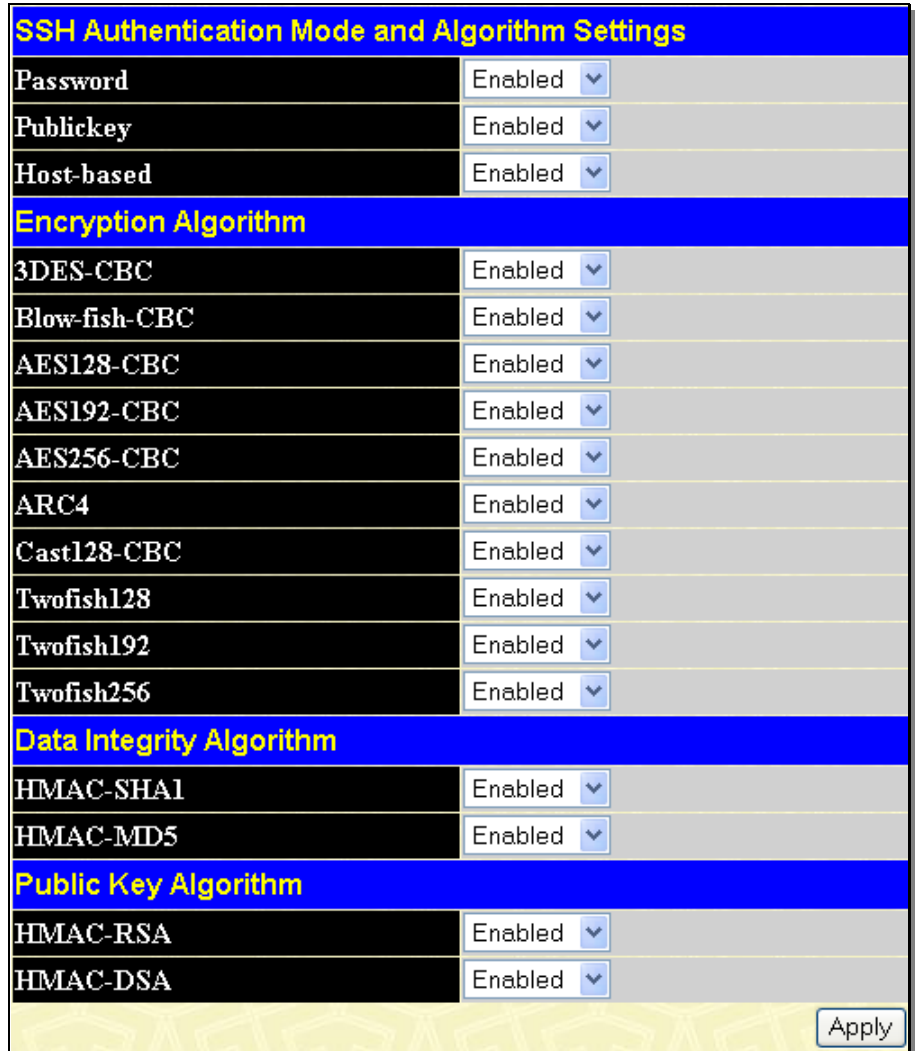 SSH Authentication Mode and Algorithm Settings
Password Enabled
Publickey Enabled
Host-based Enabled
Encryption Algorithm
3DES-CBC Enabled
Blow-fish-CBC Enabled
AES128-CBC Enabled
AES192-CBC Enabled
AES256-CBC Enabled
ARC4 Enabled
Cast128-CBC Enabled
Twofish128 Enabled
Twofish192 Enabled
Twofish256 Enabled
Data Integrity Algorithm
HMAC-SHA1 Enabled
HMAC-MD5 Enabled
Public Key Algorithm
HMAC-RSA Enabled
HMAC-DSA Enabled
Apply